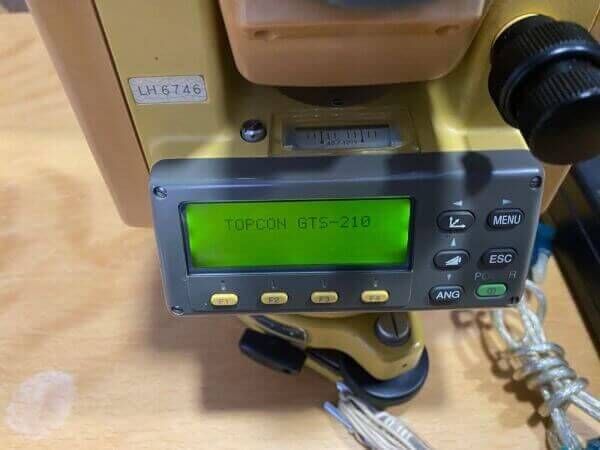 LH.6746
TOPCON GTS-210
MENU
ESC
F1 F2 F3 F4
ANG